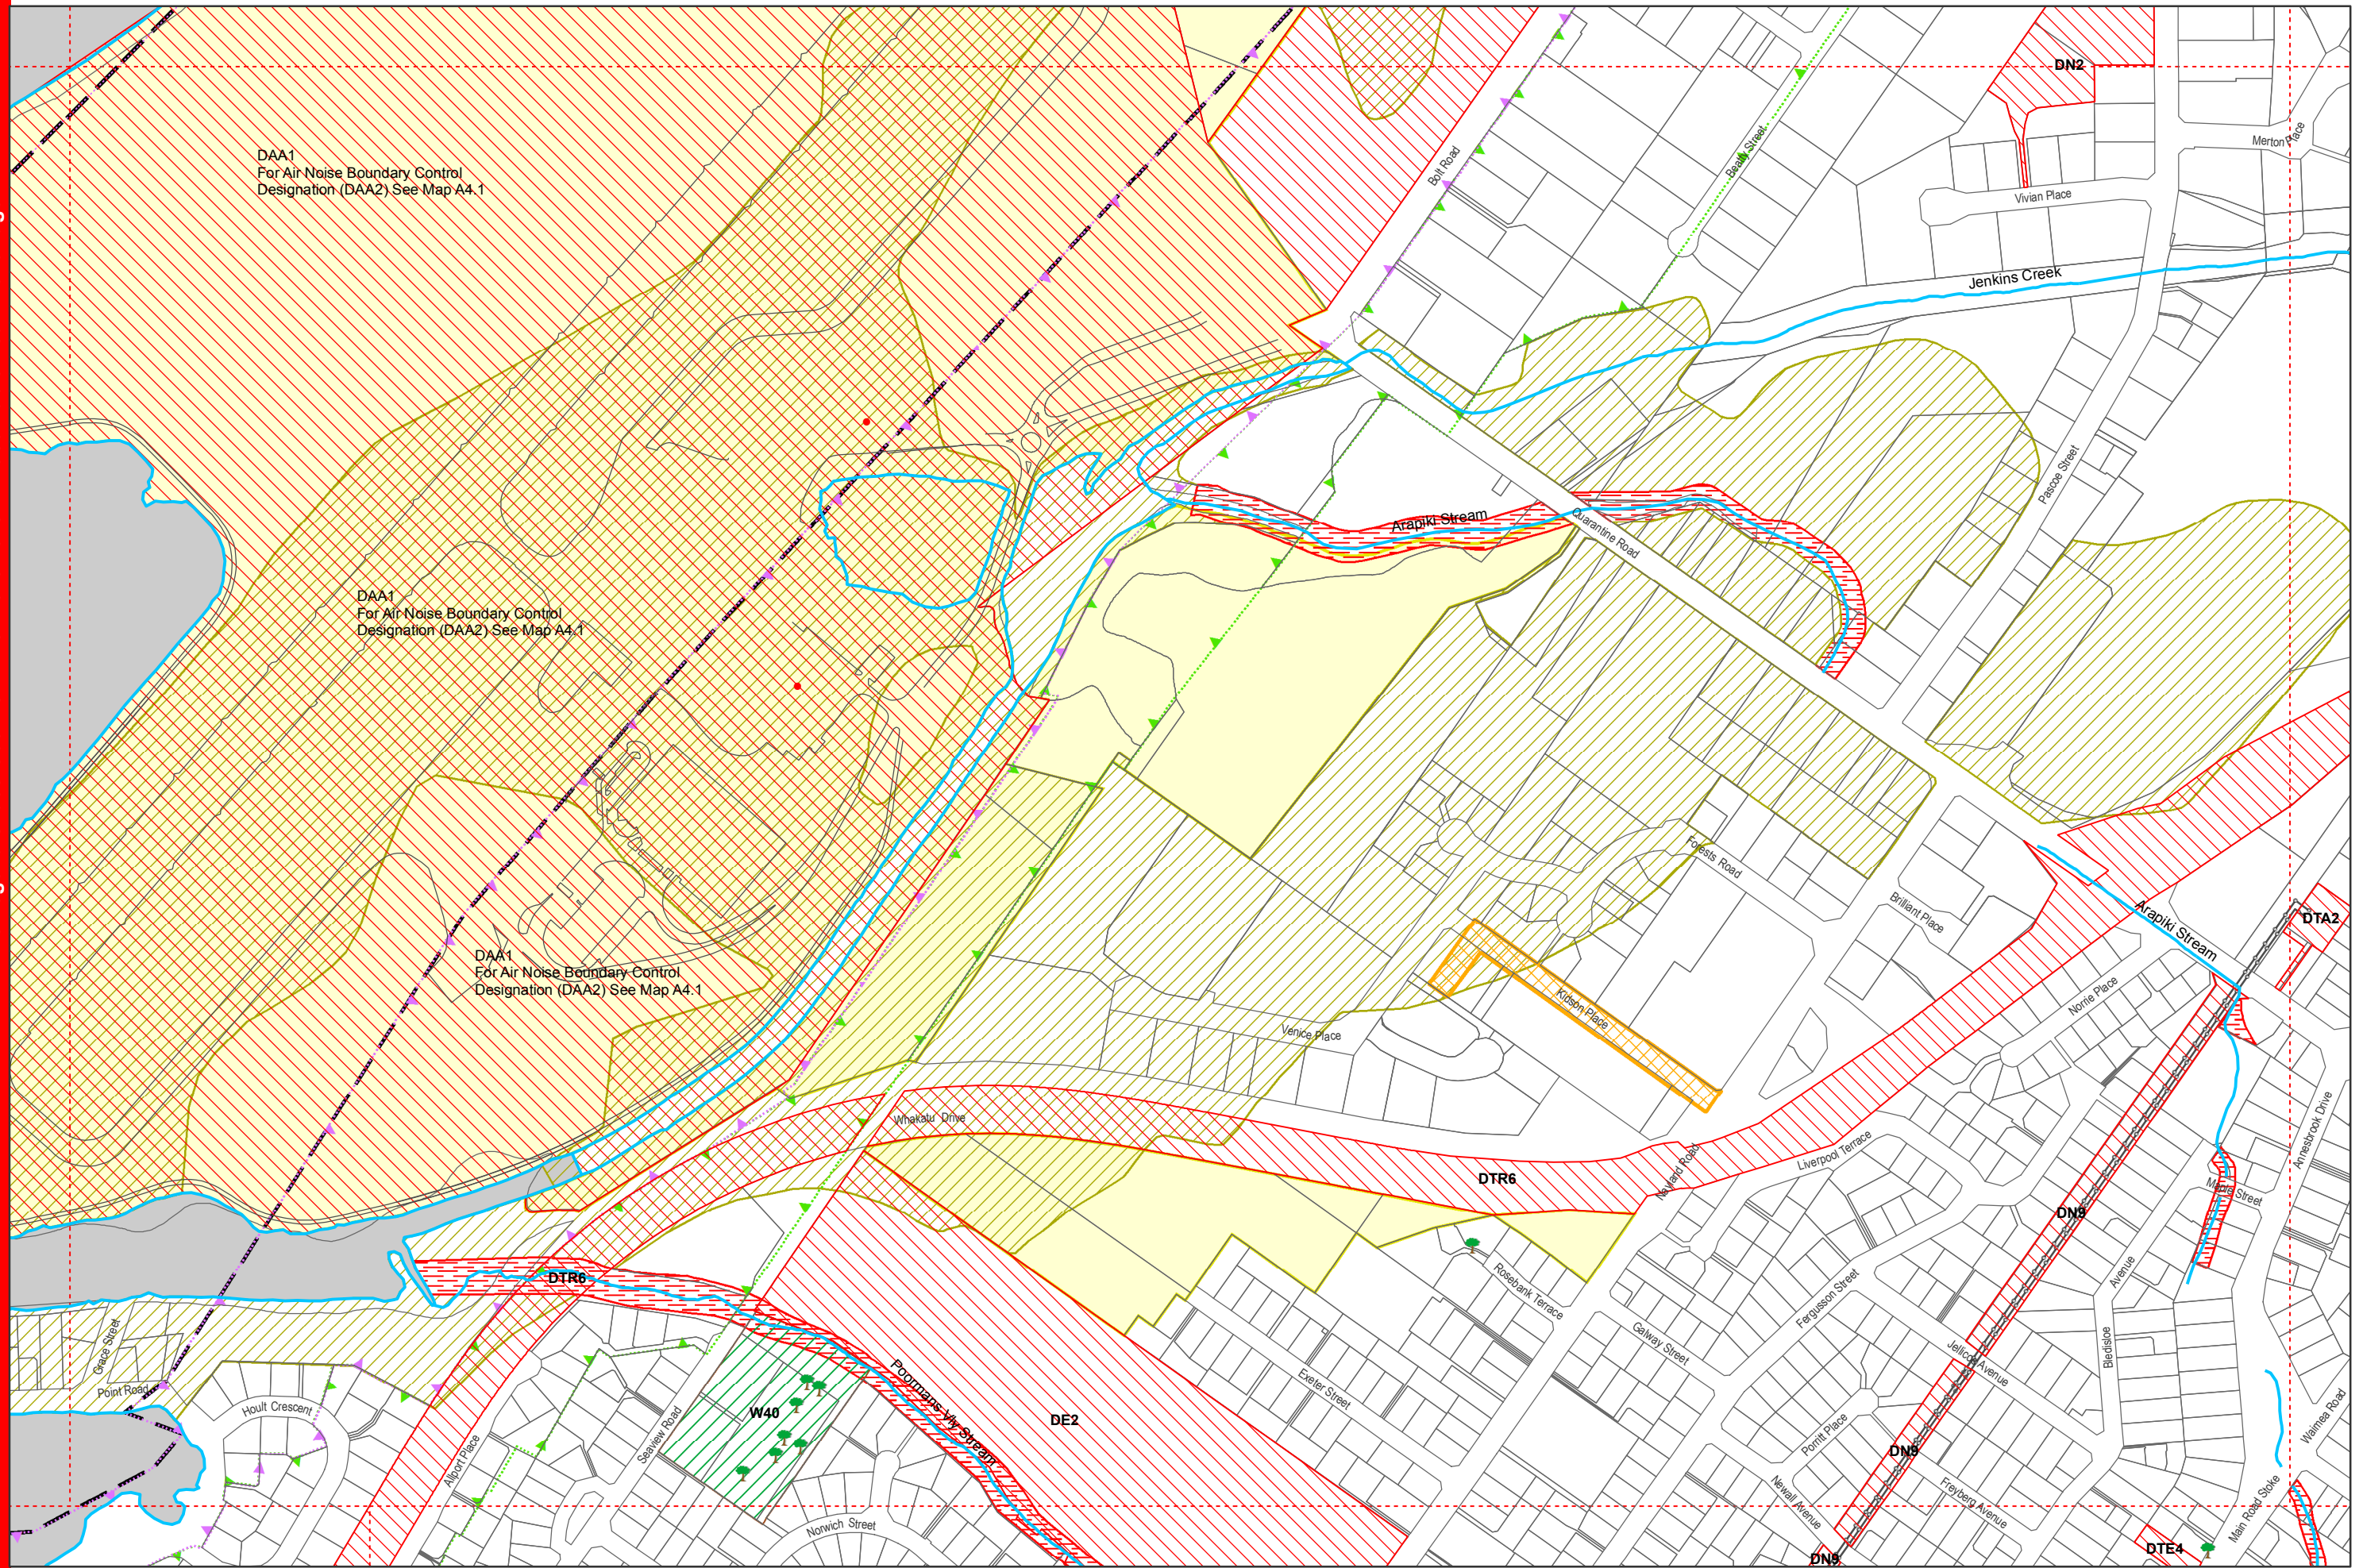 DN2
Merton Place
DAA1
For Air Noise Boundary Control
Designation (DAA2) See Map A4.1
Bolt Road
Beatty Street
Vivian Place
Jenkins Creek
Pascoe Street
Arapiki Stream
Quarantine Road
DAA1
For Air Noise Boundary Control
Designation (DAA2) See Map A4.1
Forests Road
Brilliant Place
Arapiki Stream
DTA2
DAA1
For Air Noise Boundary Control
Designation (DAA2) See Map A4.1
Kidson Place
Norrie Place
Venice Place
Whakatu Drive
Annesbrook Drive
Liverpool Terrace
Nayland Road
DTR6
Maple Street
DN9
DTR6
Rosebank Terrace
Fergusson Street
Avenue
Bledisloe
Grace Street
Galway Street
Jellicoe Avenue
Point Road
Hoult Crescent
Poormans Vly Stream
Exeter Street
W40
DE2
Waimea Road
Seaview Road
Allport Place
Porritt Place
DN9
Newall Avenue
Freyberg Avenue
Main Road Stoke
Norwich Street
DN9
DTE4